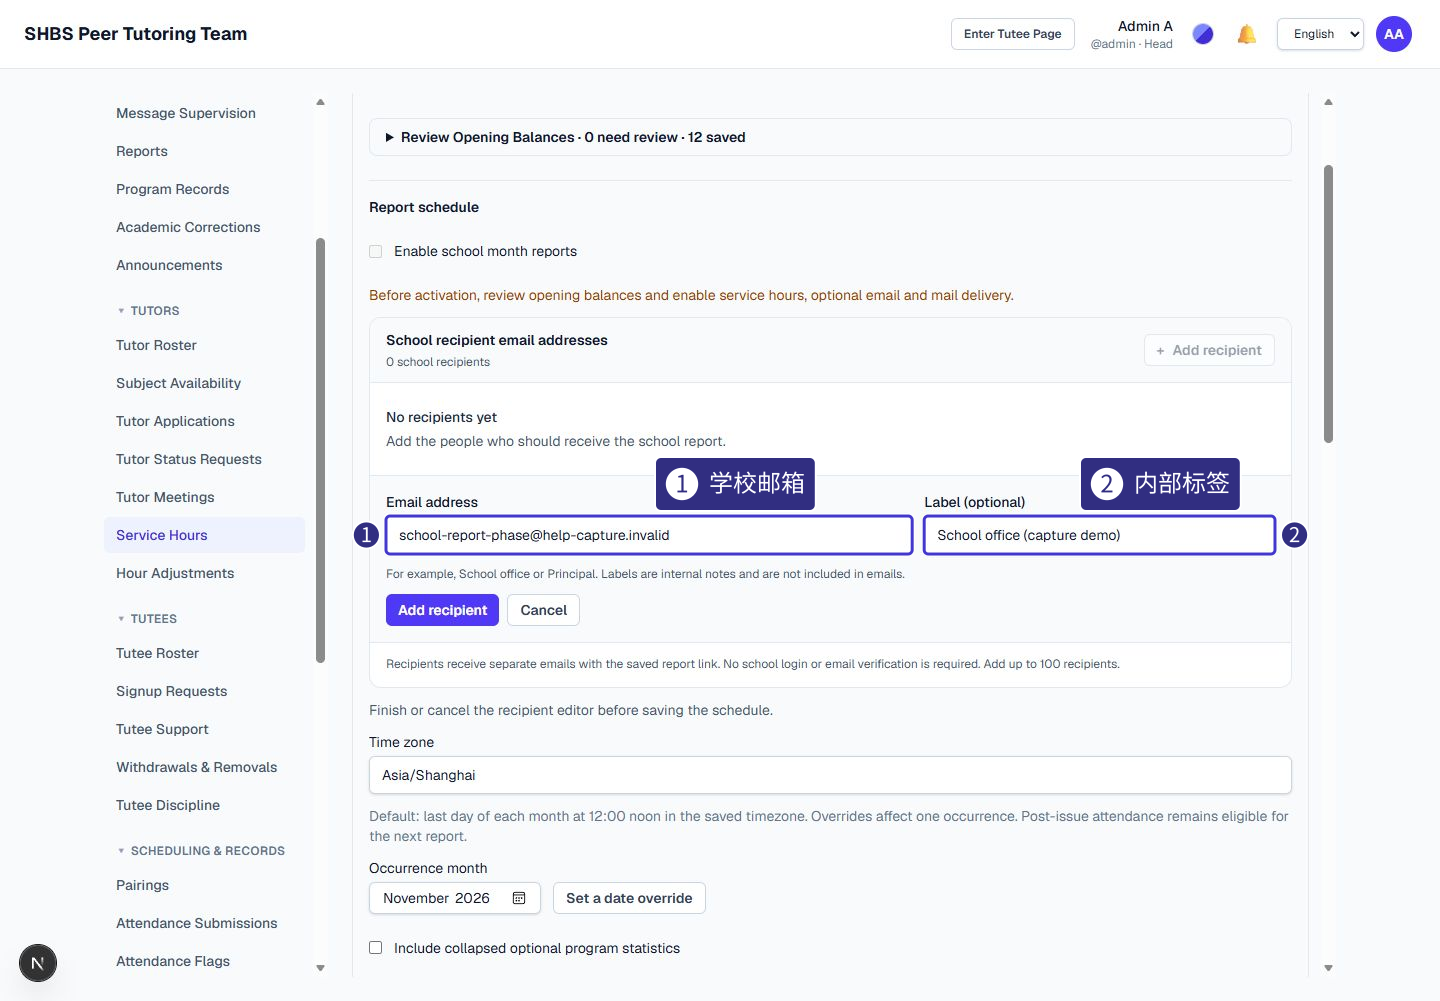 SHBS Peer Tutoring Team
Enter Tutee Page
Admin A
@admin · Head
English
AA
Message Supervision
Reports
Program Records
Academic Corrections
Announcements
TUTORS
Tutor Roster
Subject Availability
Tutor Applications
Tutor Status Requests
Tutor Meetings
Service Hours
Hour Adjustments
TUTEES
Tutee Roster
Signup Requests
Tutee Support
Withdrawals & Removals
Tutee Discipline
SCHEDULING & RECORDS
Pairings
Attendance Submissions
Attendance Flags
N
Review Opening Balances · 0 need review · 12 saved
Report schedule
Enable school month reports
Before activation, review opening balances and enable service hours, optional email and mail delivery.
School recipient email addresses
0 school recipients
+ Add recipient
No recipients yet
Add the people who should receive the school report.
1 学校邮箱
2 内部标签
Email address
Label (optional)
1
school-report-phase@help-capture.invalid
School office (capture demo)
2
For example, School office or Principal. Labels are internal notes and are not included in emails.
Add recipient
Cancel
Recipients receive separate emails with the saved report link. No school login or email verification is required. Add up to 100 recipients.
Finish or cancel the recipient editor before saving the schedule.
Time zone
Asia/Shanghai
Default: last day of each month at 12:00 noon in the saved timezone. Overrides affect one occurrence. Post-issue attendance remains eligible for
the next report.
Occurrence month
November 2026
Set a date override
Include collapsed optional program statistics